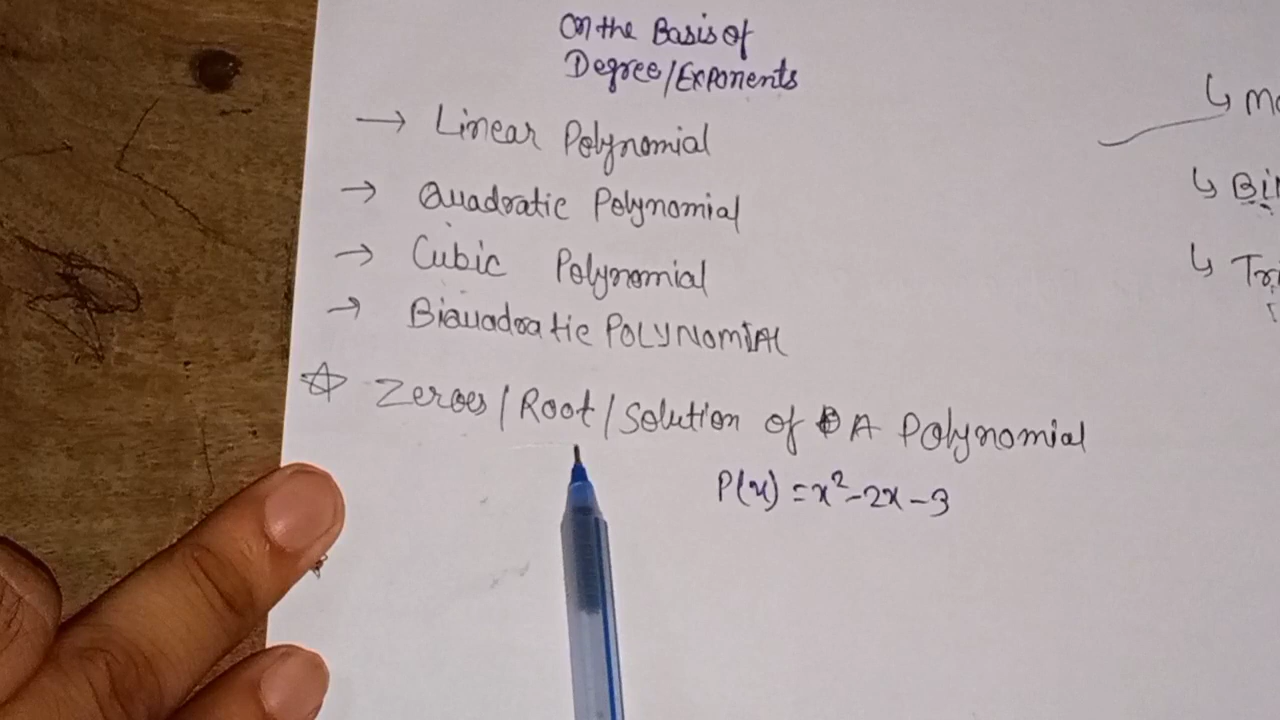 On the Basis of
Degree/Exponents
→ Linear Polynomial
→ Quadratic Polynomial
→ Cubic Polynomial
→ Biquadratic POLYNOMIAL
☆ Zeroes/Root/Solution of A Polynomial
P(x) = x²-2x-3